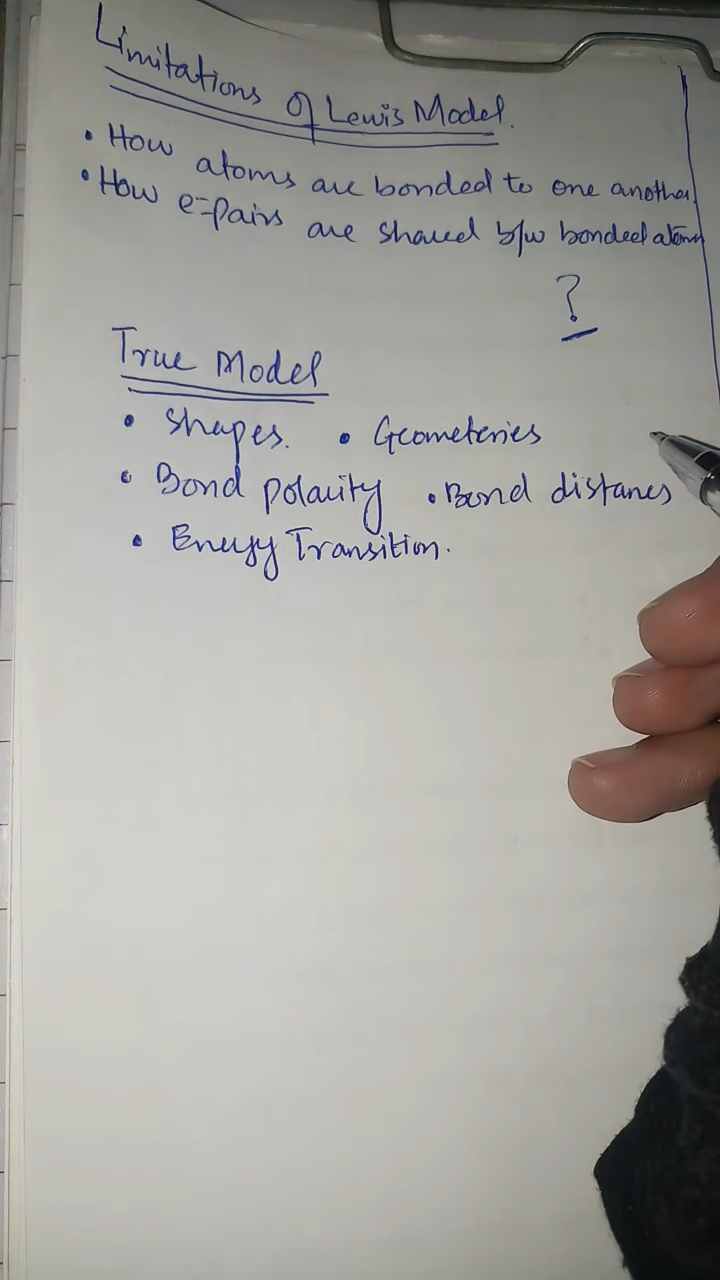 Limitations of Lewis Model.
• How atoms are bonded to one another
• How e⁻pairs are shared b/w bonded atoms
?
True Model
• Shapes. • Geometeries
• Bond polarity • Bond distances
• Energy Transition.